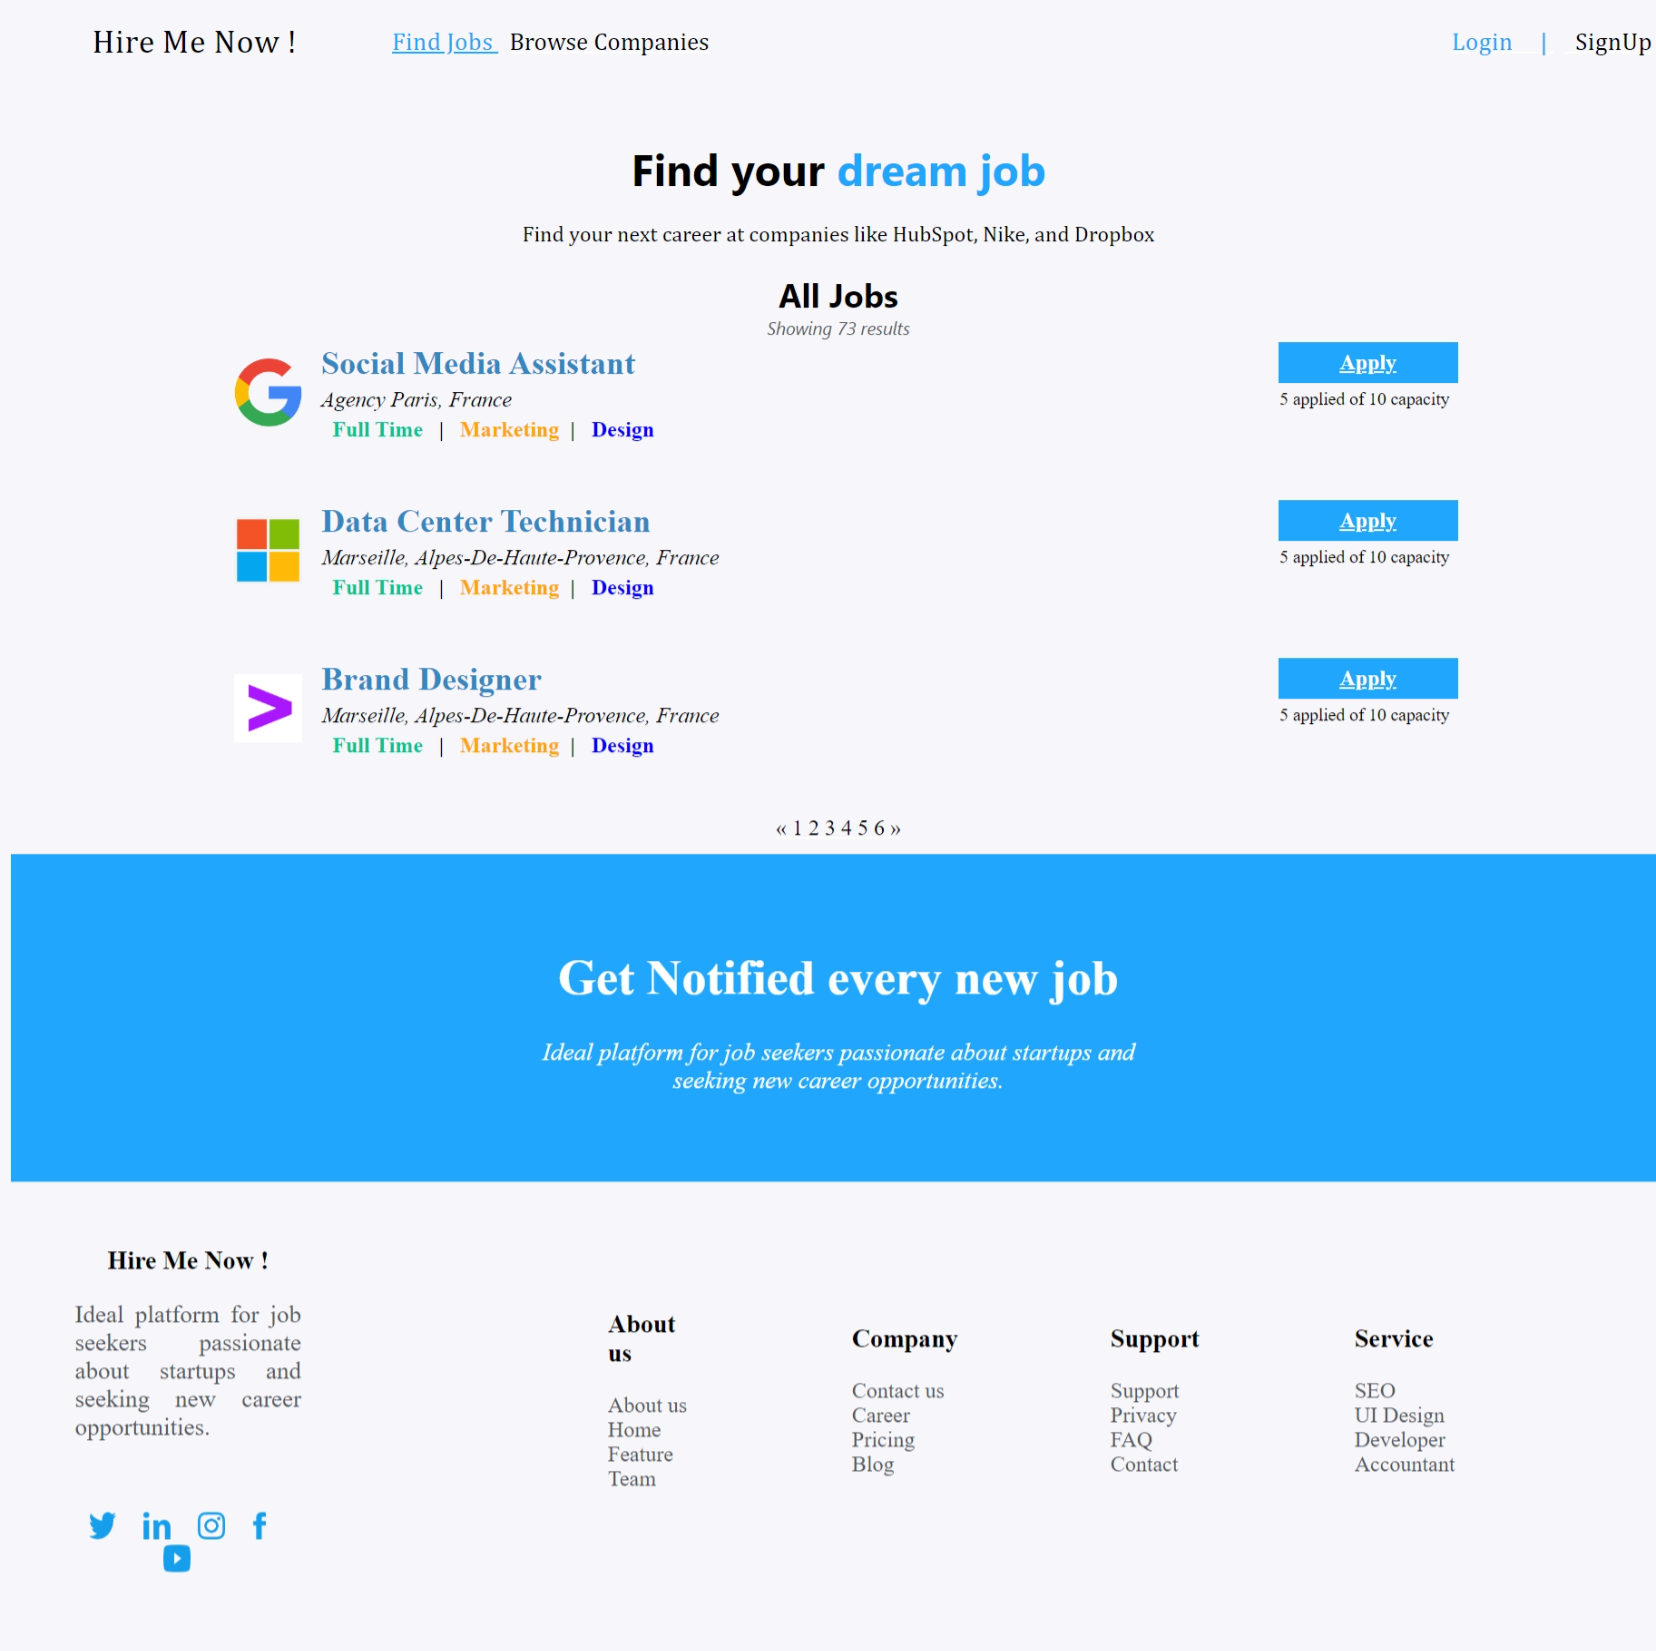 Hire Me Now !
Find Jobs Browse Companies
Login | SignUp
Find your dream job
Find your next career at companies like HubSpot, Nike, and Dropbox
All Jobs
Showing 73 results
Social Media Assistant
Agency Paris, France
Full Time | Marketing | Design
Apply
5 applied of 10 capacity
Data Center Technician
Marseille, Alpes-De-Haute-Provence, France
Full Time | Marketing | Design
Apply
5 applied of 10 capacity
Brand Designer
Marseille, Alpes-De-Haute-Provence, France
Full Time | Marketing | Design
Apply
5 applied of 10 capacity
« 1 2 3 4 5 6 »
Get Notified every new job
Ideal platform for job seekers passionate about startups and
seeking new career opportunities.
Hire Me Now !
Ideal platform for job
seekers passionate
about startups and
seeking new career
opportunities.
About
us
About us
Home
Feature
Team
Company
Contact us
Career
Pricing
Blog
Support
Support
Privacy
FAQ
Contact
Service
SEO
UI Design
Developer
Accountant